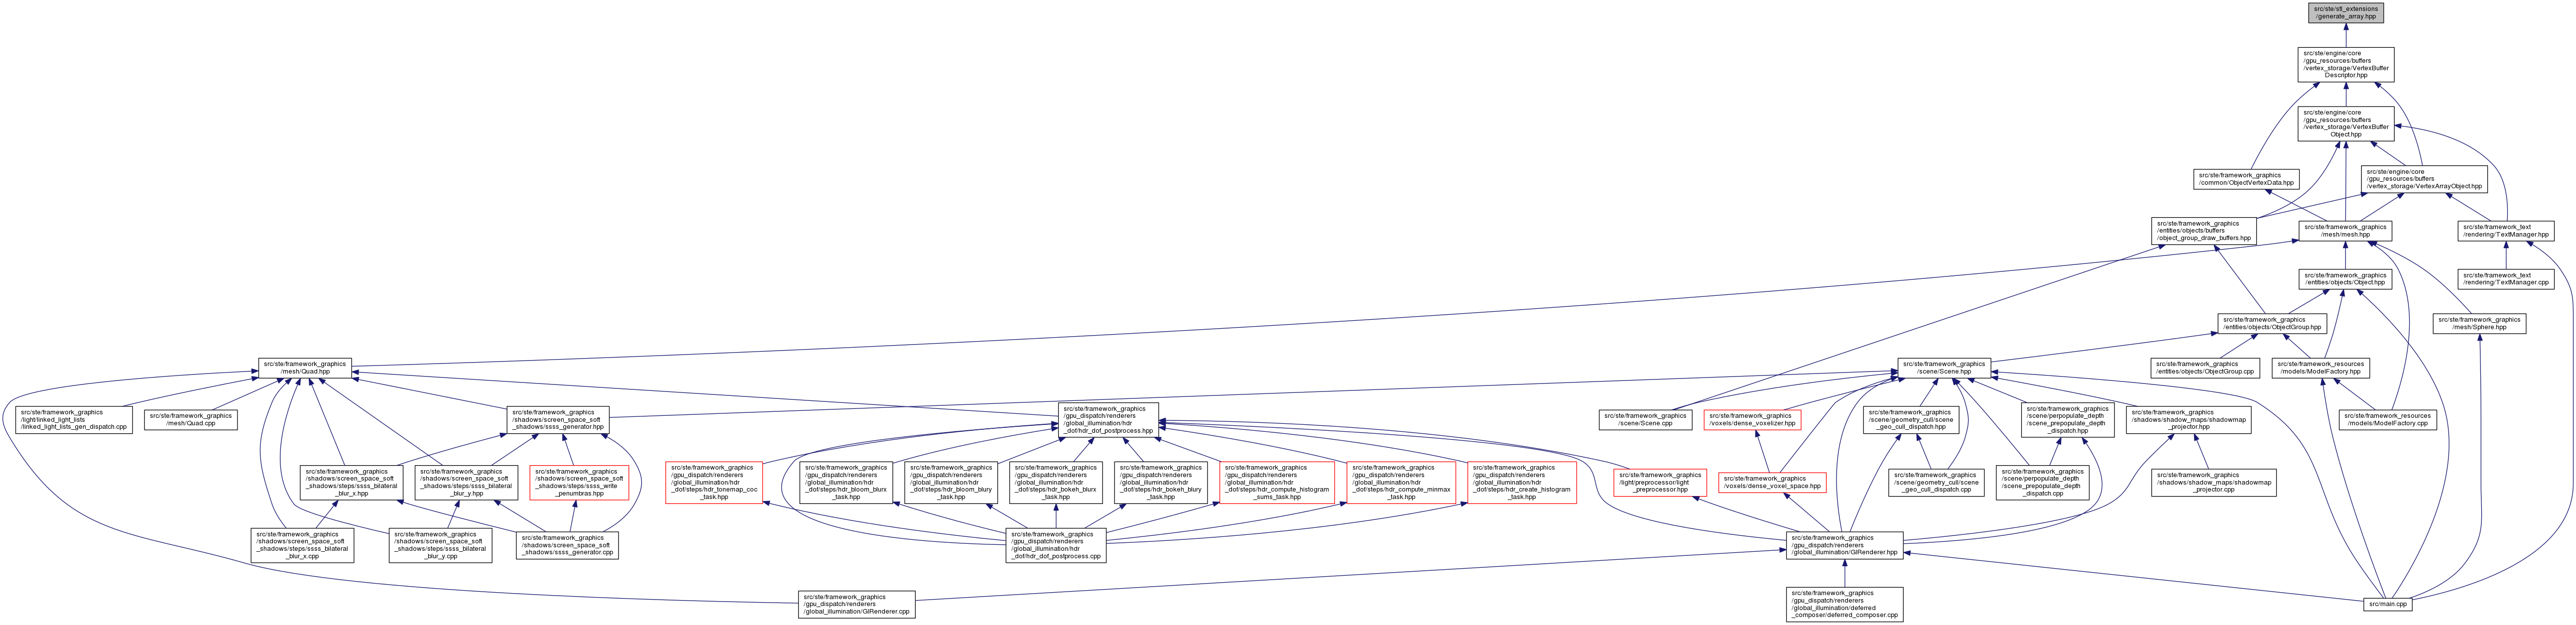 src/ste/stl_extensions
/generate_array.hpp
src/ste/engine/core
/gpu_resources/buffers
/vertex_storage/VertexBuffer
Descriptor.hpp
src/ste/engine/core
/gpu_resources/buffers
/vertex_storage/VertexBuffer
Object.hpp
src/ste/framework_graphics
/common/ObjectVertexData.hpp
src/ste/engine/core
/gpu_resources/buffers
/vertex_storage/VertexArrayObject.hpp
src/ste/framework_graphics
/entities/objects/buffers
/object_group_draw_buffers.hpp
src/ste/framework_graphics
/mesh/mesh.hpp
src/ste/framework_text
/rendering/TextManager.hpp
src/ste/framework_graphics
/entities/objects/Object.hpp
src/ste/framework_text
/rendering/TextManager.cpp
src/ste/framework_graphics
/entities/objects/ObjectGroup.hpp
src/ste/framework_graphics
/mesh/Sphere.hpp
src/ste/framework_graphics
/mesh/Quad.hpp
src/ste/framework_graphics
/scene/Scene.hpp
src/ste/framework_graphics
/entities/objects/ObjectGroup.cpp
src/ste/framework_resources
/models/ModelFactory.hpp
src/ste/framework_graphics
/light/linked_light_lists
/linked_light_lists_gen_dispatch.cpp
src/ste/framework_graphics
/mesh/Quad.cpp
src/ste/framework_graphics
/shadows/screen_space_soft
_shadows/ssss_generator.hpp
src/ste/framework_graphics
/gpu_dispatch/renderers
/global_illumination/hdr
_dof/hdr_dof_postprocess.hpp
src/ste/framework_graphics
/scene/Scene.cpp
src/ste/framework_graphics
/voxels/dense_voxelizer.hpp
src/ste/framework_graphics
/scene/geometry_cull/scene
_geo_cull_dispatch.hpp
src/ste/framework_graphics
/scene/perpopulate_depth
/scene_prepopulate_depth
_dispatch.hpp
src/ste/framework_graphics
/shadows/shadow_maps/shadowmap
_projector.hpp
src/ste/framework_resources
/models/ModelFactory.cpp
src/ste/framework_graphics
/shadows/screen_space_soft
_shadows/steps/ssss_bilateral
_blur_x.hpp
src/ste/framework_graphics
/shadows/screen_space_soft
_shadows/steps/ssss_bilateral
_blur_y.hpp
src/ste/framework_graphics
/shadows/screen_space_soft
_shadows/steps/ssss_write
_penumbras.hpp
src/ste/framework_graphics
/gpu_dispatch/renderers
/global_illumination/hdr
_dof/steps/hdr_tonemap_coc
_task.hpp
src/ste/framework_graphics
/gpu_dispatch/renderers
/global_illumination/hdr
_dof/steps/hdr_bloom_blurx
_task.hpp
src/ste/framework_graphics
/gpu_dispatch/renderers
/global_illumination/hdr
_dof/steps/hdr_bloom_blury
_task.hpp
src/ste/framework_graphics
/gpu_dispatch/renderers
/global_illumination/hdr
_dof/steps/hdr_bokeh_blurx
_task.hpp
src/ste/framework_graphics
/gpu_dispatch/renderers
/global_illumination/hdr
_dof/steps/hdr_bokeh_blury
_task.hpp
src/ste/framework_graphics
/gpu_dispatch/renderers
/global_illumination/hdr
_dof/steps/hdr_compute_histogram
_sums_task.hpp
src/ste/framework_graphics
/gpu_dispatch/renderers
/global_illumination/hdr
_dof/steps/hdr_compute_minmax
_task.hpp
src/ste/framework_graphics
/gpu_dispatch/renderers
/global_illumination/hdr
_dof/steps/hdr_create_histogram
_task.hpp
src/ste/framework_graphics
/light/preprocessor/light
_preprocessor.hpp
src/ste/framework_graphics
/voxels/dense_voxel_space.hpp
src/ste/framework_graphics
/scene/geometry_cull/scene
_geo_cull_dispatch.cpp
src/ste/framework_graphics
/scene/perpopulate_depth
/scene_prepopulate_depth
_dispatch.cpp
src/ste/framework_graphics
/shadows/shadow_maps/shadowmap
_projector.cpp
src/ste/framework_graphics
/shadows/screen_space_soft
_shadows/steps/ssss_bilateral
_blur_x.cpp
src/ste/framework_graphics
/shadows/screen_space_soft
_shadows/steps/ssss_bilateral
_blur_y.cpp
src/ste/framework_graphics
/shadows/screen_space_soft
_shadows/ssss_generator.cpp
src/ste/framework_graphics
/gpu_dispatch/renderers
/global_illumination/hdr
_dof/hdr_dof_postprocess.cpp
src/ste/framework_graphics
/gpu_dispatch/renderers
/global_illumination/GIRenderer.hpp
src/ste/framework_graphics
/gpu_dispatch/renderers
/global_illumination/GIRenderer.cpp
src/ste/framework_graphics
/gpu_dispatch/renderers
/global_illumination/deferred
_composer/deferred_composer.cpp
src/main.cpp